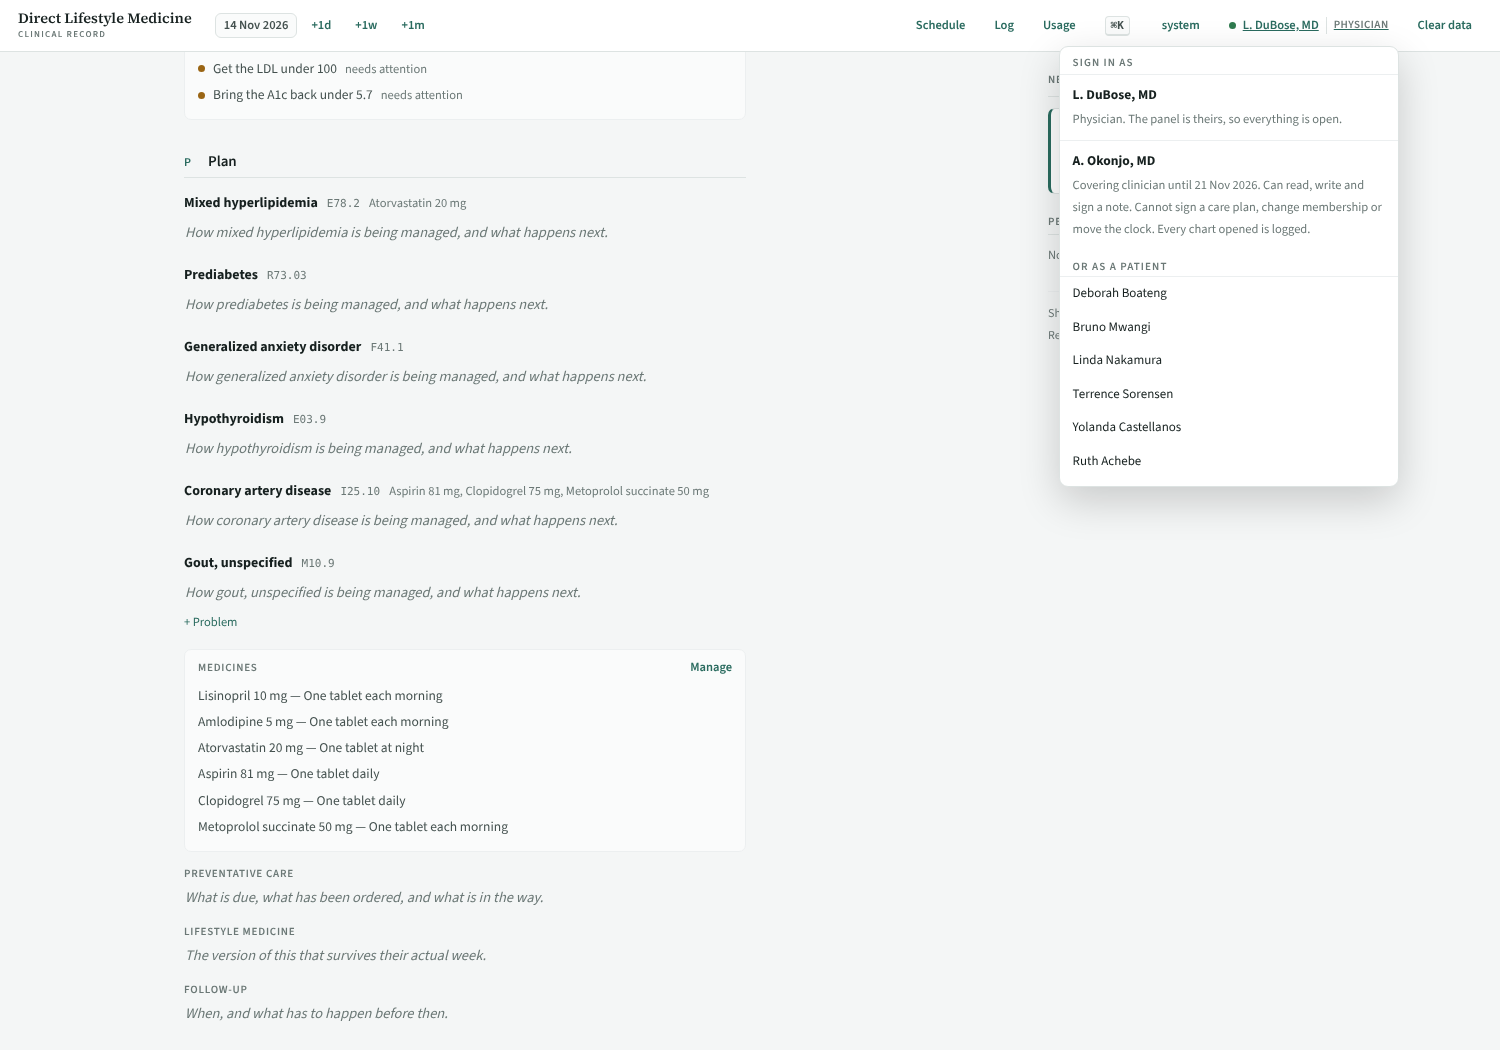 Direct Lifestyle Medicine
CLINICAL RECORD
14 Nov 2026 +1d +1w +1m
Schedule Log Usage ⌘K system L. DuBose, MD PHYSICIAN Clear data
Get the LDL under 100 needs attention
Bring the A1c back under 5.7 needs attention
P Plan
Mixed hyperlipidemia E78.2 Atorvastatin 20 mg
How mixed hyperlipidemia is being managed, and what happens next.
Prediabetes R73.03
How prediabetes is being managed, and what happens next.
Generalized anxiety disorder F41.1
How generalized anxiety disorder is being managed, and what happens next.
Hypothyroidism E03.9
How hypothyroidism is being managed, and what happens next.
Coronary artery disease I25.10 Aspirin 81 mg, Clopidogrel 75 mg, Metoprolol succinate 50 mg
How coronary artery disease is being managed, and what happens next.
Gout, unspecified M10.9
How gout, unspecified is being managed, and what happens next.
+ Problem
MEDICINES Manage
Lisinopril 10 mg — One tablet each morning
Amlodipine 5 mg — One tablet each morning
Atorvastatin 20 mg — One tablet at night
Aspirin 81 mg — One tablet daily
Clopidogrel 75 mg — One tablet daily
Metoprolol succinate 50 mg — One tablet each morning
PREVENTATIVE CARE
What is due, what has been ordered, and what is in the way.
LIFESTYLE MEDICINE
The version of this that survives their actual week.
FOLLOW-UP
When, and what has to happen before then.
SIGN IN AS
L. DuBose, MD
Physician. The panel is theirs, so everything is open.
A. Okonjo, MD
Covering clinician until 21 Nov 2026. Can read, write and
sign a note. Cannot sign a care plan, change membership or
move the clock. Every chart opened is logged.
OR AS A PATIENT
Deborah Boateng
Bruno Mwangi
Linda Nakamura
Terrence Sorensen
Yolanda Castellanos
Ruth Achebe